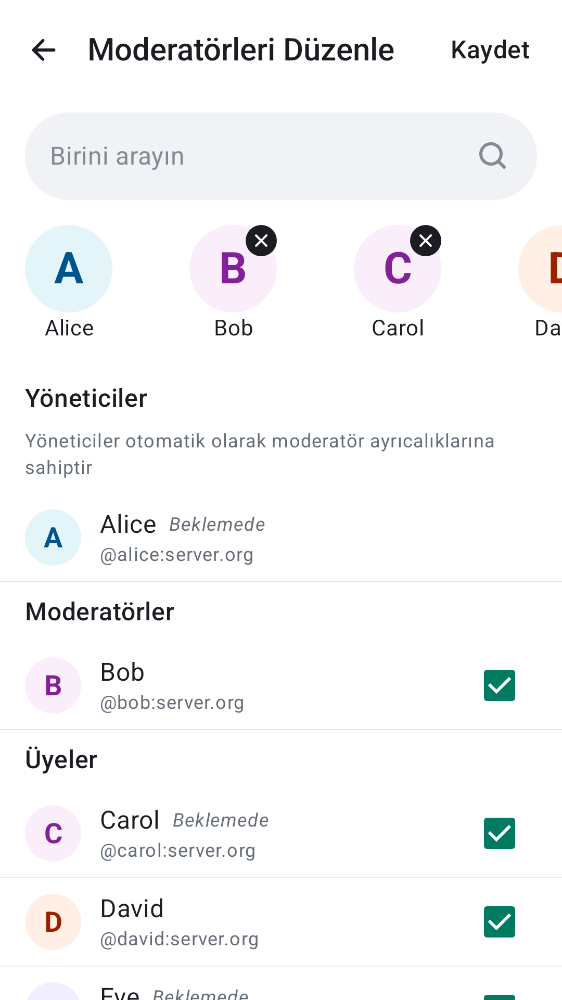 Moderatörleri Düzenle
Kaydet
Birini arayın
A
B
C
D
Alice
Bob
Carol
Da
Yöneticiler
Yöneticiler otomatik olarak moderatör ayrıcalıklarına
sahiptir
A
Alice Beklemede
@alice:server.org
Moderatörler
B
Bob
@bob:server.org
Üyeler
C
Carol Beklemede
@carol:server.org
D
David
@david:server.org
Eve Beklemede